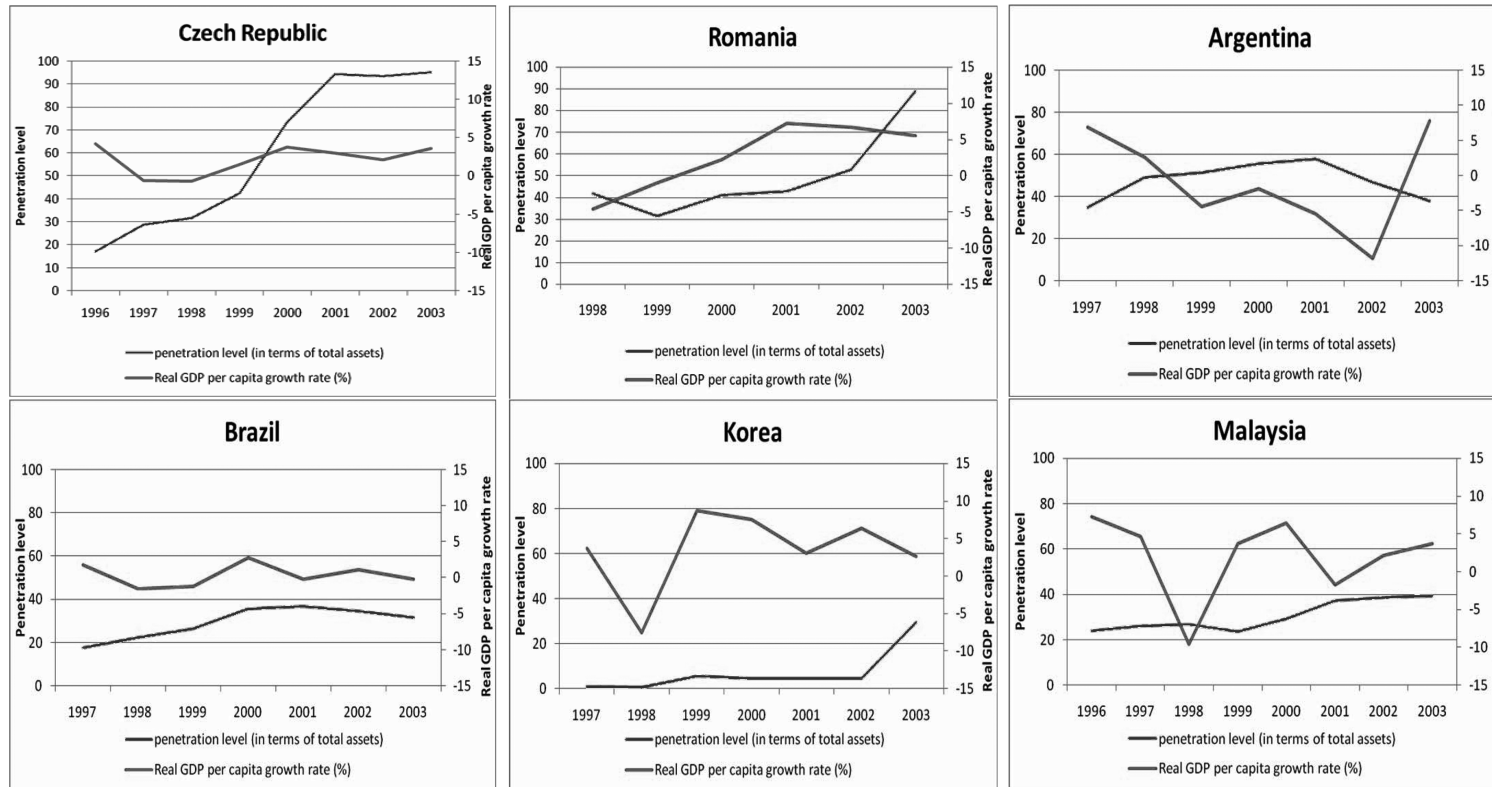 Czech Republic
100
90
80
70
60
50
40
30
20
10
0
Penetration level
15
10
5
0
-5
-10
-15
Real GDP per capita growth rate
1996 1997 1998 1999 2000 2001 2002 2003
penetration level (in terms of total assets)
Real GDP per capita growth rate (%)
Romania
100
90
80
70
60
50
40
30
20
10
0
Penetration level
15
10
5
0
-5
-10
-15
Real GDP per capita growth rate
1998 1999 2000 2001 2002 2003
penetration level (in terms of total assets)
Real GDP per capita growth rate (%)
Argentina
100
80
60
40
20
0
Penetration level
15
10
5
0
-5
-10
-15
Real GDP per capita growth rate
1997 1998 1999 2000 2001 2002 2003
penetration level (in terms of total assets)
Real GDP per capita growth rate (%)
Brazil
100
80
60
40
20
0
Penetration level
15
10
5
0
-5
-10
-15
Real GDP per capita growth rate
1997 1998 1999 2000 2001 2002 2003
penetration level (in terms of total assets)
Real GDP per capita growth rate (%)
Korea
100
80
60
40
20
0
Penetration level
15
10
5
0
-5
-10
-15
Real GDP per capita growth rate
1997 1998 1999 2000 2001 2002 2003
penetration level (in terms of total assets)
Real GDP per capita growth rate (%)
Malaysia
100
80
60
40
20
0
Penetration level
15
10
5
0
-5
-10
-15
Real GDP per capita growth rate
1996 1997 1998 1999 2000 2001 2002 2003
penetration level (in terms of total assets)
Real GDP per capita growth rate (%)